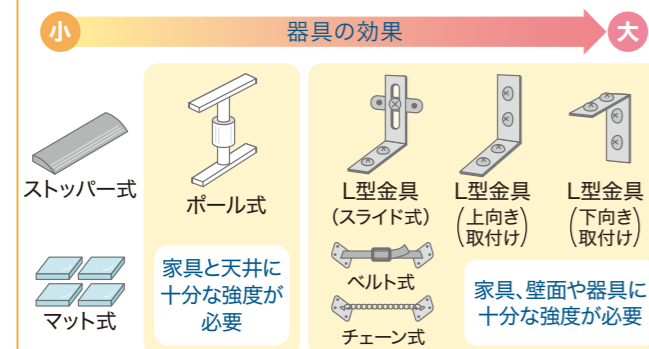 小
器具の効果
大
ストッパー式
マット式
ポール式
家具と天井に
十分な強度が
必要
L型金具
(スライド式)
L型金具
(上向き
取付け)
L型金具
(下向き
取付け)
ベルト式
チェーン式
家具、壁面や器具に
十分な強度が必要